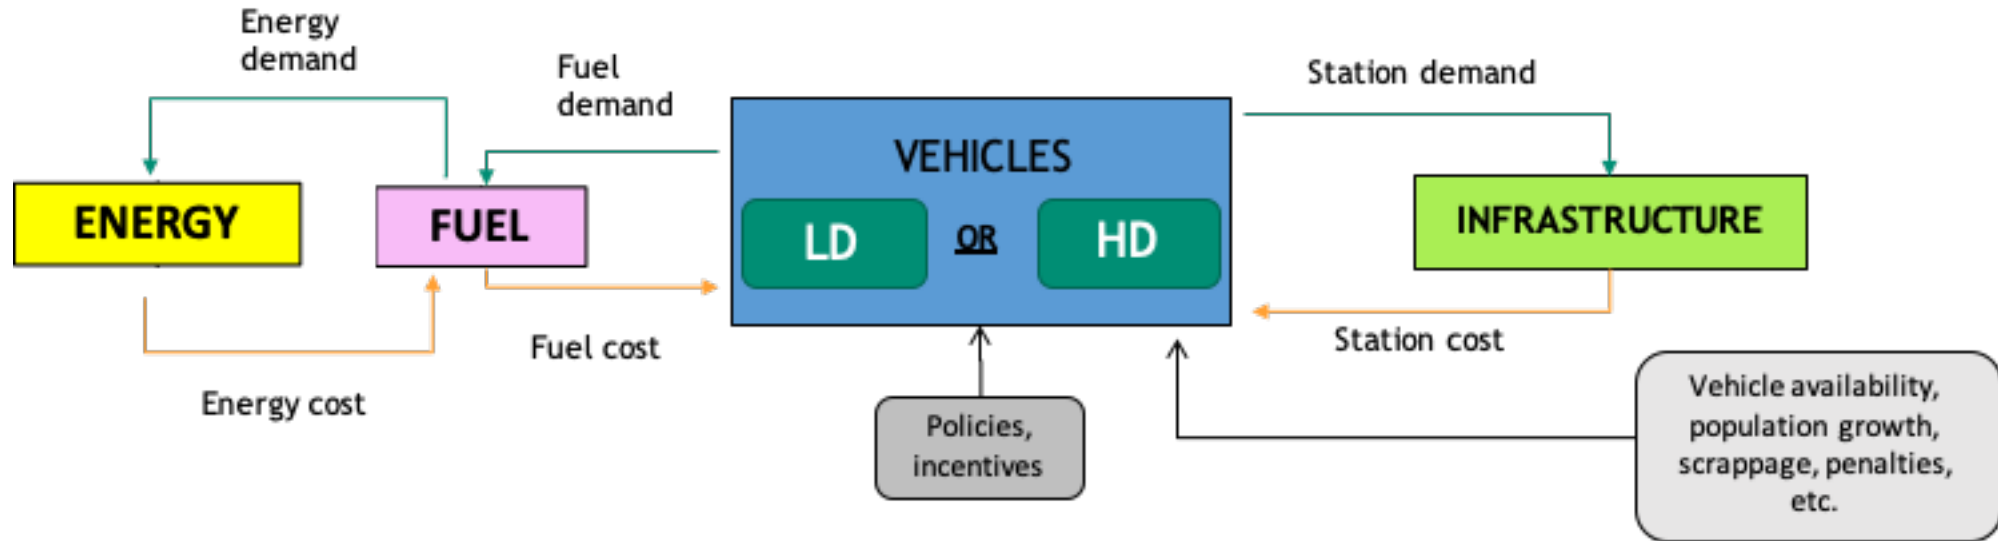 Energy
demand
Fuel
demand
Station demand
VEHICLES
ENERGY
FUEL
LD
OR
HD
INFRASTRUCTURE
Fuel cost
Station cost
Energy cost
Policies,
incentives
Vehicle availability,
population growth,
scrappage, penalties,
etc.